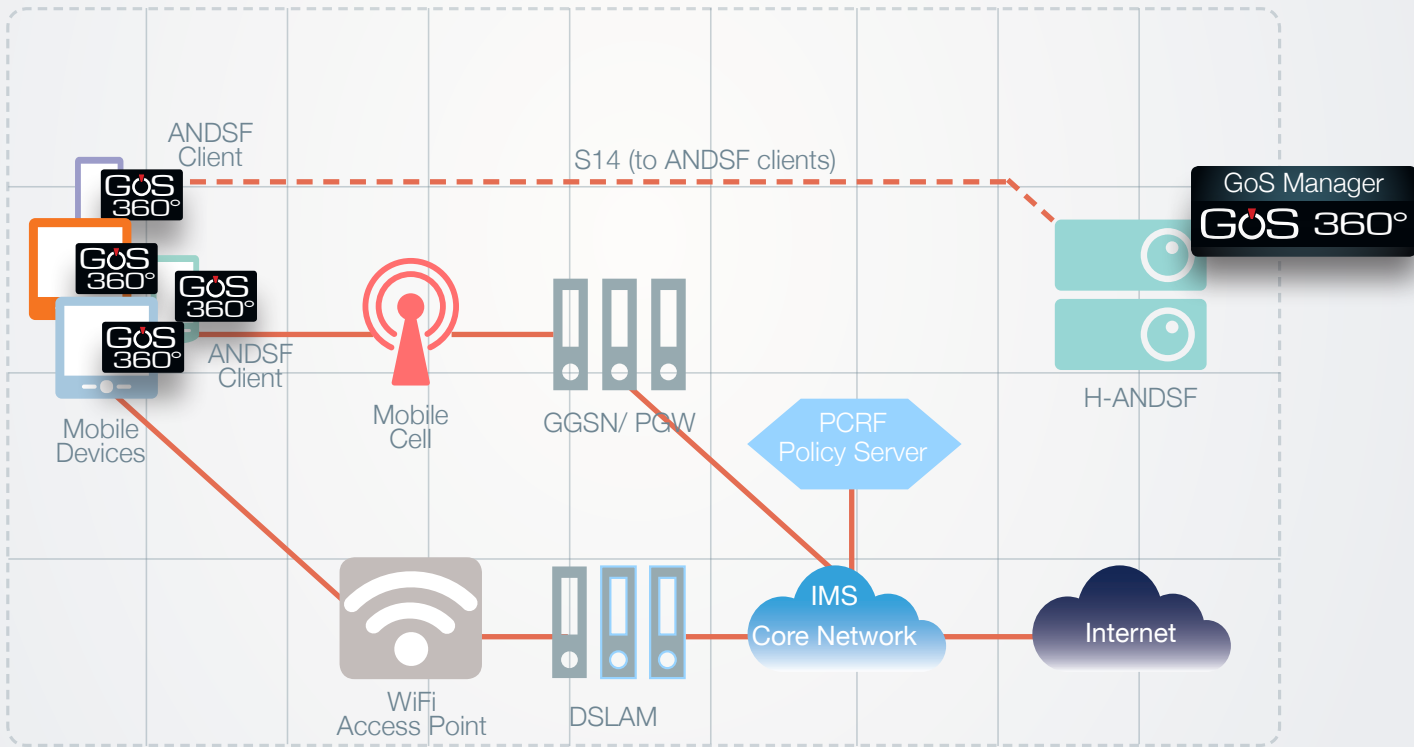 ANDSF
Client
S14 (to ANDSF clients)
GoS Manager
GOS 360°
GOS
360°
GOS
360°
GOS
360°
GOS
360°
ANDSF
Client
Mobile
Devices
Mobile
Cell
GGSN/ PGW
PCRF
Policy Server
H-ANDSF
IMS
Core Network
Internet
WiFi
Access Point
DSLAM